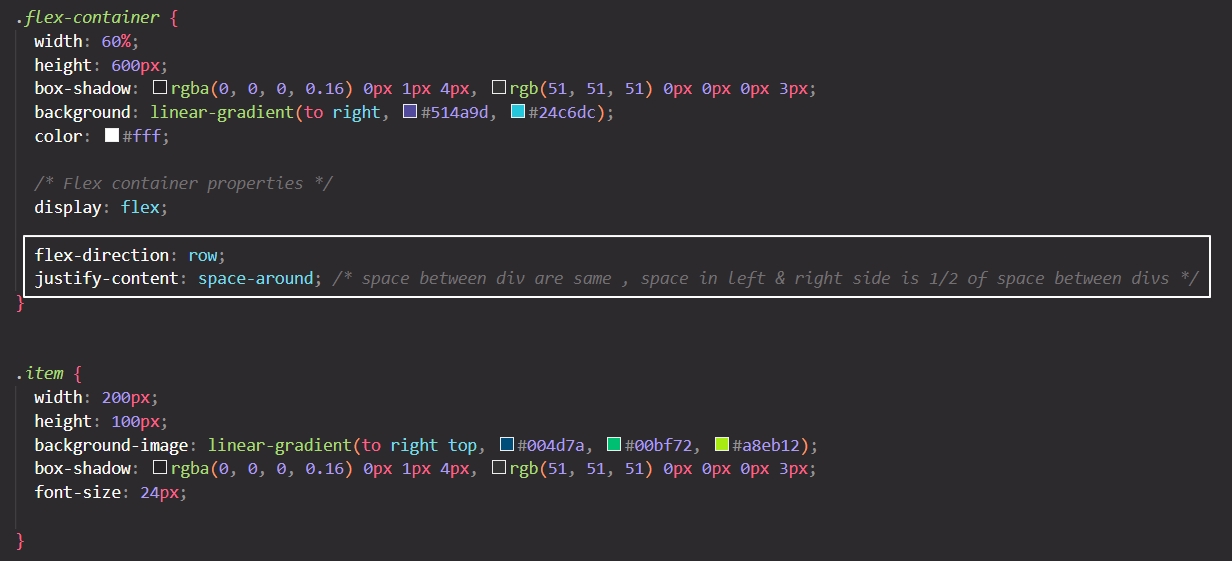 .flex-container {
width: 60%;
height: 600px;
box-shadow: rgba(0, 0, 0, 0.16) 0px 1px 4px, rgb(51, 51, 51) 0px 0px 0px 3px;
background: linear-gradient(to right, #514a9d, #24c6dc);
color: #fff;
/* Flex container properties */
display: flex;
flex-direction: row;
justify-content: space-around; /* space between div are same , space in left & right side is 1/2 of space between divs */
}
.item {
width: 200px;
height: 100px;
background-image: linear-gradient(to right top, #004d7a, #00bf72, #a8eb12);
box-shadow: rgba(0, 0, 0, 0.16) 0px 1px 4px, rgb(51, 51, 51) 0px 0px 0px 3px;
font-size: 24px;
}